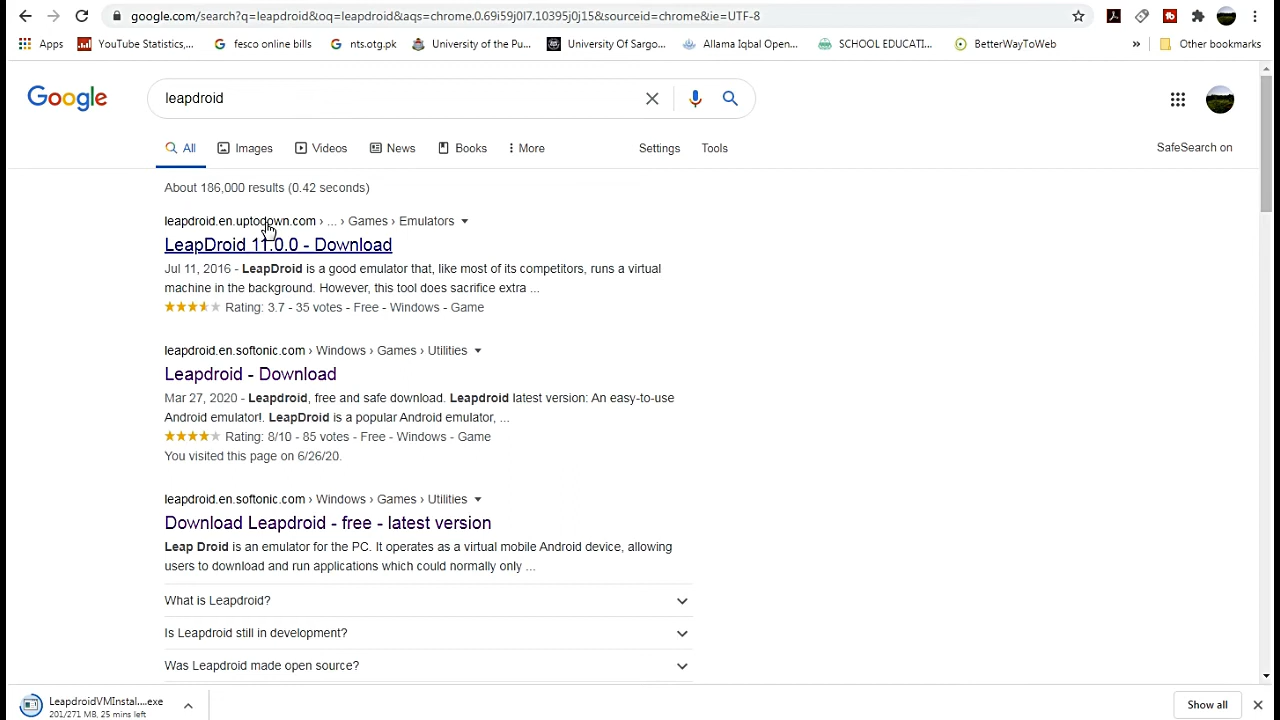 google.com/search?q=leapdroid&oq=leapdroid&aqs=chrome.0.69i59j0l7.10395j0j15&sourceid=chrome&ie=UTF-8
Apps YouTube Statistics,... fesco online bills nts.otg.pk University of the Pu... University Of Sargo... Allama Iqbal Open... SCHOOL EDUCATI... BetterWayToWeb » Other bookmarks
Google leapdroid
All Images Videos News Books More Settings Tools SafeSearch on
About 186,000 results (0.42 seconds)
leapdroid.en.uptodown.com › ... › Games › Emulators
LeapDroid 11.0.0 - Download
Jul 11, 2016 - LeapDroid is a good emulator that, like most of its competitors, runs a virtual
machine in the background. However, this tool does sacrifice extra ...
Rating: 3.7 - 35 votes - Free - Windows - Game
leapdroid.en.softonic.com › Windows › Games › Utilities
Leapdroid - Download
Mar 27, 2020 - Leapdroid, free and safe download. Leapdroid latest version: An easy-to-use
Android emulator!. LeapDroid is a popular Android emulator, ...
Rating: 8/10 - 85 votes - Free - Windows - Game
You visited this page on 6/26/20.
leapdroid.en.softonic.com › Windows › Games › Utilities
Download Leapdroid - free - latest version
Leap Droid is an emulator for the PC. It operates as a virtual mobile Android device, allowing
users to download and run applications which could normally only ...
What is Leapdroid?
Is Leapdroid still in development?
Was Leapdroid made open source?
LeapdroidVMInstal....exe
201/271 MB, 25 mins left
Show all